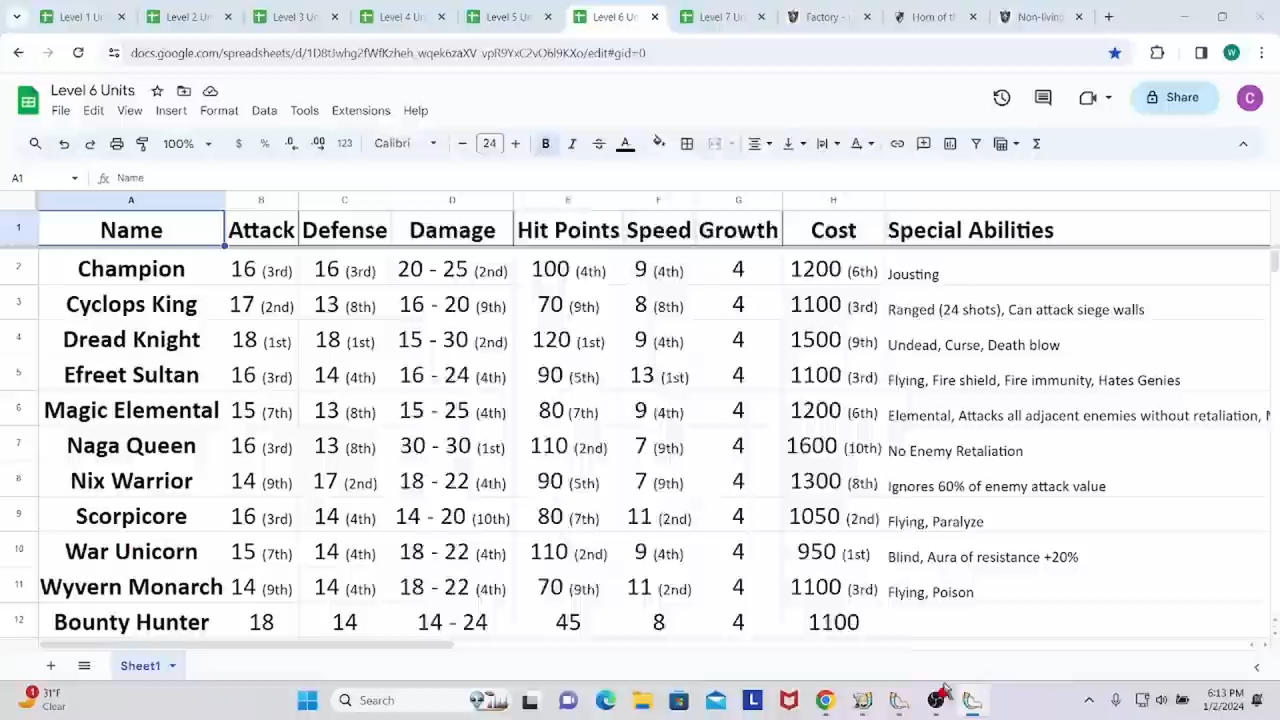 Level 1 Un
Level 2 Un
Level 3 Un
Level 4 Un
Level 5 Un
Level 6 Un
Level 7 Un
Factory -
Horn of th
Non-living
docs.google.com/spreadsheets/d/
Level 6 Units
File Edit View Insert Format Data Tools Extensions Help
Share
C
W
100% $ % .0 .00 123 Calibri 24 B I A
A1 fx Name
A B C D E F G H
1 Name Attack Defense Damage Hit Points Speed Growth Cost Special Abilities
2 Champion 16 (3rd) 16 (3rd) 20 - 25 (2nd) 100 (4th) 9 (4th) 4 1200 (6th) Jousting
3 Cyclops King 17 (2nd) 13 (8th) 16 - 20 (9th) 70 (9th) 8 (8th) 4 1100 (3rd) Ranged (24 shots), Can attack siege walls
4 Dread Knight 18 (1st) 18 (1st) 15 - 30 (2nd) 120 (1st) 9 (4th) 4 1500 (9th) Undead, Curse, Death blow
5 Efreet Sultan 16 (3rd) 14 (4th) 16 - 24 (4th) 90 (5th) 13 (1st) 4 1100 (3rd) Flying, Fire shield, Fire immunity, Hates Genies
6 Magic Elemental 15 (7th) 13 (8th) 15 - 25 (4th) 80 (7th) 9 (4th) 4 1200 (6th) Elemental, Attacks all adjacent enemies without retaliation,
7 Naga Queen 16 (3rd) 13 (8th) 30 - 30 (1st) 110 (2nd) 7 (9th) 4 1600 (10th) No Enemy Retaliation
8 Nix Warrior 14 (9th) 17 (2nd) 18 - 22 (4th) 90 (5th) 7 (9th) 4 1300 (8th) Ignores 60% of enemy attack value
9 Scorpicore 16 (3rd) 14 (4th) 14 - 20 (10th) 80 (7th) 11 (2nd) 4 1050 (2nd) Flying, Paralyze
10 War Unicorn 15 (7th) 14 (4th) 18 - 22 (4th) 110 (2nd) 9 (4th) 4 950 (1st) Blind, Aura of resistance +20%
11 Wyvern Monarch 14 (9th) 14 (4th) 18 - 22 (4th) 70 (9th) 11 (2nd) 4 1100 (3rd) Flying, Poison
12 Bounty Hunter 18 14 14 - 24 45 8 4 1100
Sheet1
31°F
Clear
Search
6:13 PM
1/2/2024